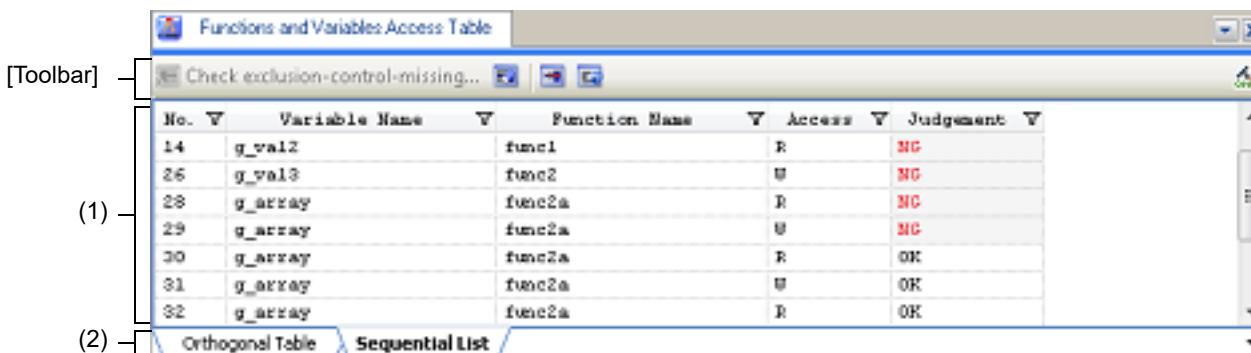 Functions and Variables Access Table
[Toolbar]
Check exclusion-control-missing...
No. Variable Name Function Name Access Judgement
14 g_val2 func1 R NG
26 g_val3 func2 W NG
28 g_array func2a R NG
(1)
29 g_array func2a W NG
30 g_array func2a R OK
31 g_array func2a W OK
32 g_array func2a R OK
(2)
Orthogonal Table Sequential List